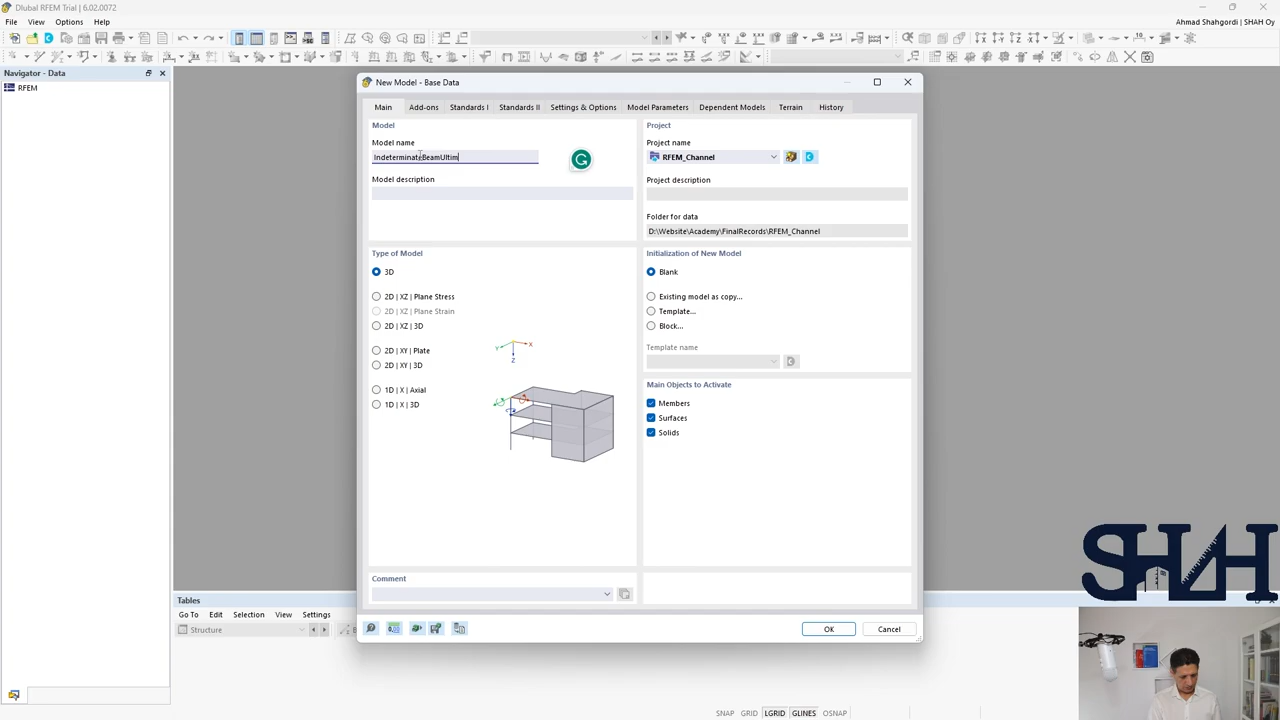 Dlubal RFEM Trial | 6.02.0072
File View Options Help
Ahmad Shahgordi | SHAH Oy
Navigator - Data
RFEM
New Model - Base Data
Main Add-ons Standards I Standards II Settings & Options Model Parameters Dependent Models Terrain History
Model
Model name
IndeterminateBeamUltim
Model description
Project
Project name
RFEM_Channel
Project description
Folder for data
D:\Website\Academy\FinalRecords\RFEM_Channel
Type of Model
3D
2D | XZ | Plane Stress
2D | XZ | Plane Strain
2D | XZ | 3D
2D | XY | Plate
2D | XY | 3D
1D | X | Axial
1D | X | 3D
Y X
Z
Initialization of New Model
Blank
Existing model as copy...
Template...
Block...
Template name
Main Objects to Activate
Members
Surfaces
Solids
Comment
OK Cancel
Tables
Go To Edit Selection View Settings
Structure
SHAH
SNAP GRID LGRID GLINES OSNAP